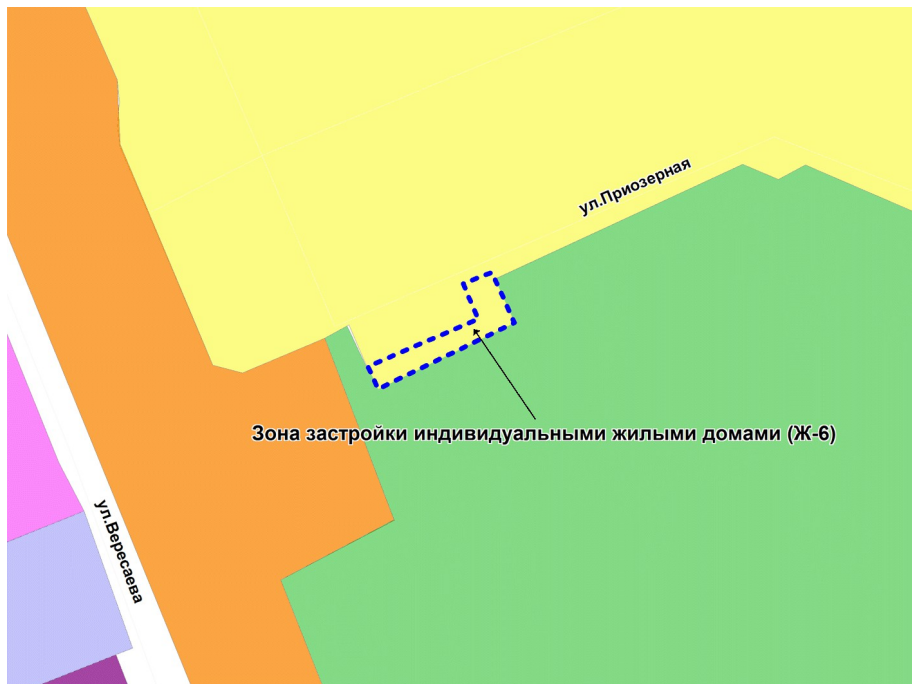 ул.Приозерная
Зона застройки индивидуальными жилыми домами (Ж-6)
ул.Вересаева